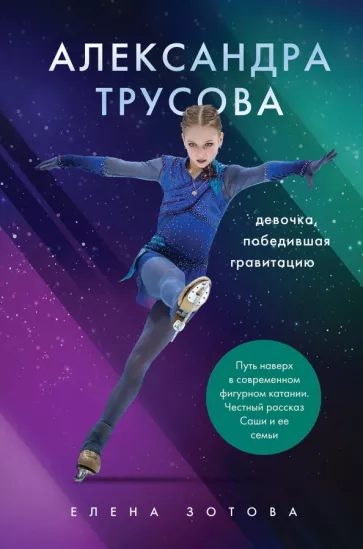 АЛЕКСАНДРА
ТРУСОВА
девочка,
победившая
гравитацию
Путь наверх
в современном
фигурном катании.
Честный рассказ
Саши и ее
семьи
ЕЛЕНА ЗОТОВА